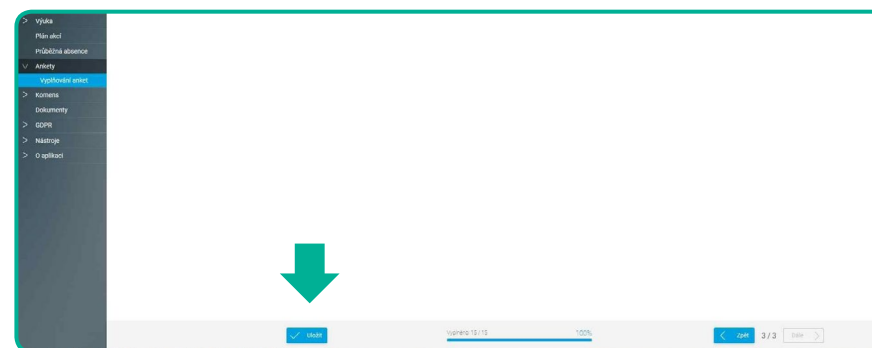 > Výuka
Plán akcí
Průběžná absence
Ankety
Vyplňování anket
> Komens
Dokumenty
> GDPR
> Nástroje
> O aplikaci
Uložit
Vyplněno 15 / 15 100%
Zpět 3 / 3 Dále